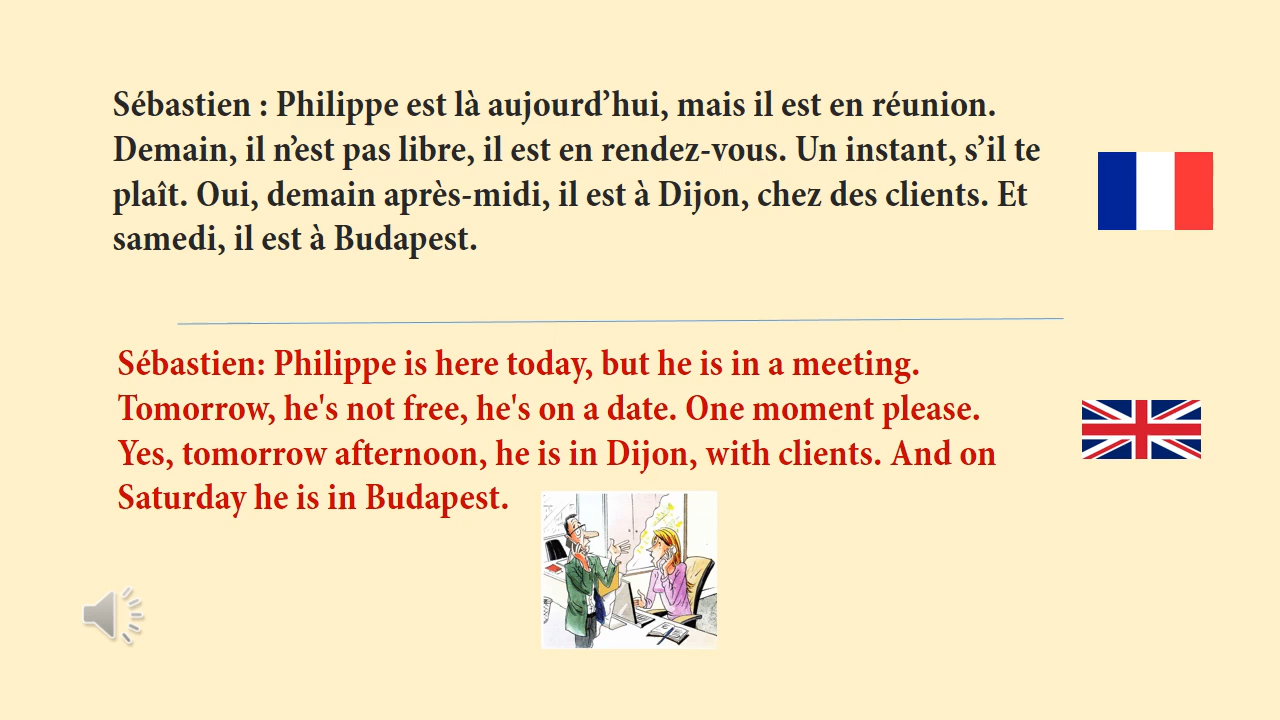 Sébastien : Philippe est là aujourd’hui, mais il est en réunion.
Demain, il n’est pas libre, il est en rendez-vous. Un instant, s’il te
plaît. Oui, demain après-midi, il est à Dijon, chez des clients. Et
samedi, il est à Budapest.
Sébastien: Philippe is here today, but he is in a meeting.
Tomorrow, he's not free, he's on a date. One moment please.
Yes, tomorrow afternoon, he is in Dijon, with clients. And on
Saturday he is in Budapest.